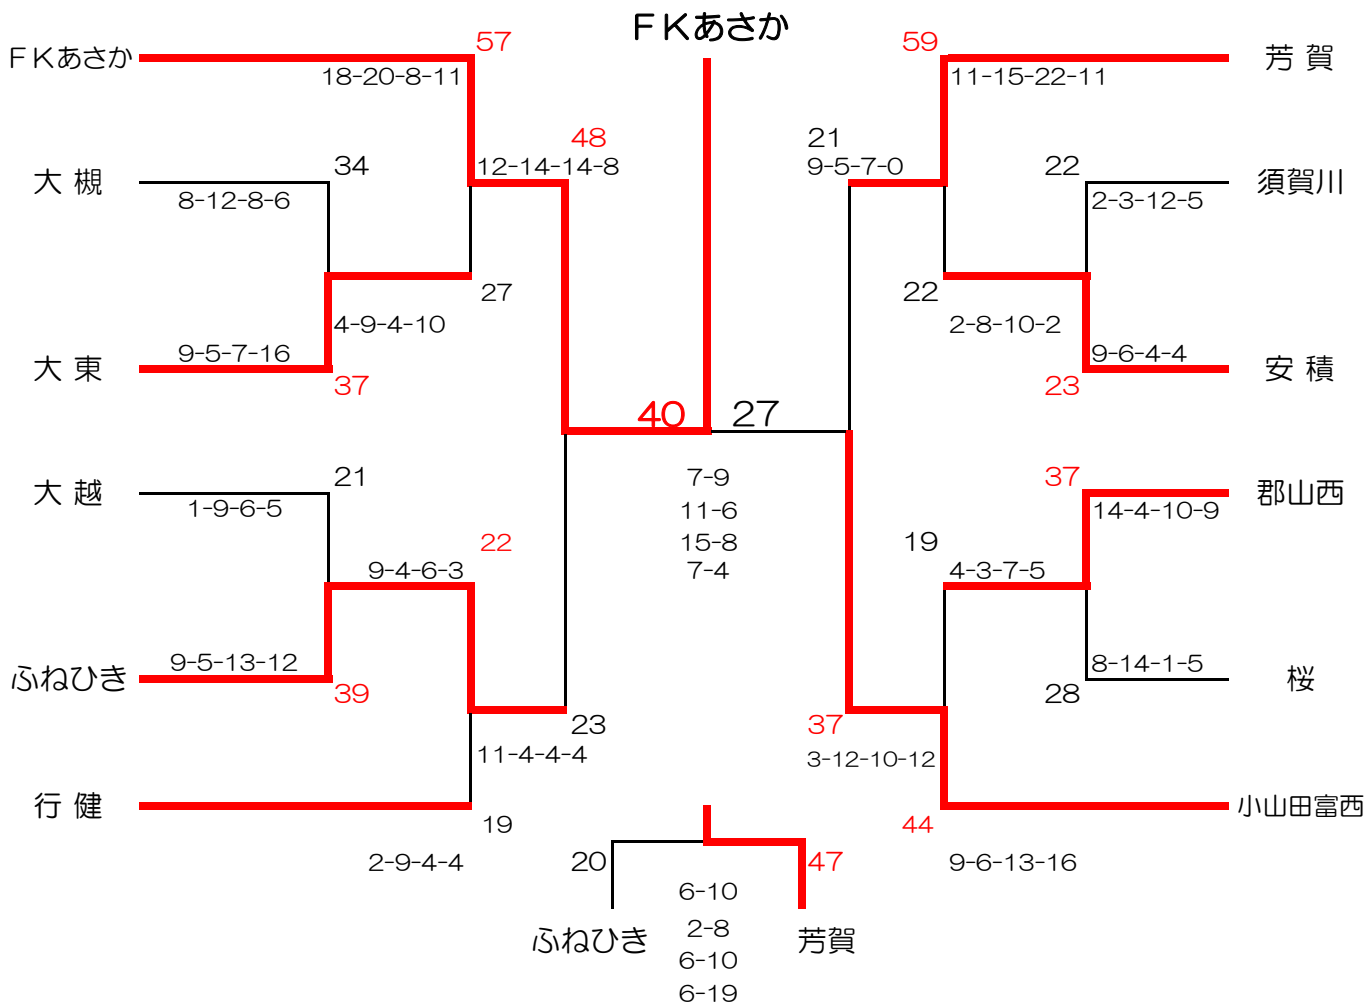 ＦＫあさか
ＦＫあさか 57 59 芳 賀
18-20-8-11 11-15-22-11
48 21
34 12-14-14-8 9-5-7-0 22
大 槻 須賀川
8-12-8-6 2-3-12-5
27 22
4-9-4-10 2-8-10-2
9-5-7-16 9-6-4-4
大 東 安 積
37 23
40 27
21 7-9 37
大 越 郡山西
1-9-6-5 11-6 14-4-10-9
22 15-8 19
9-4-6-3 7-4 4-3-7-5
9-5-13-12 8-14-1-5
ふねひき 桜
39 28
23 37
11-4-4-4 3-12-10-12
行 健 小山田富西
19 44
2-9-4-4 20 47 9-6-13-16
6-10
2-8
ふねひき 芳賀
6-10
6-19